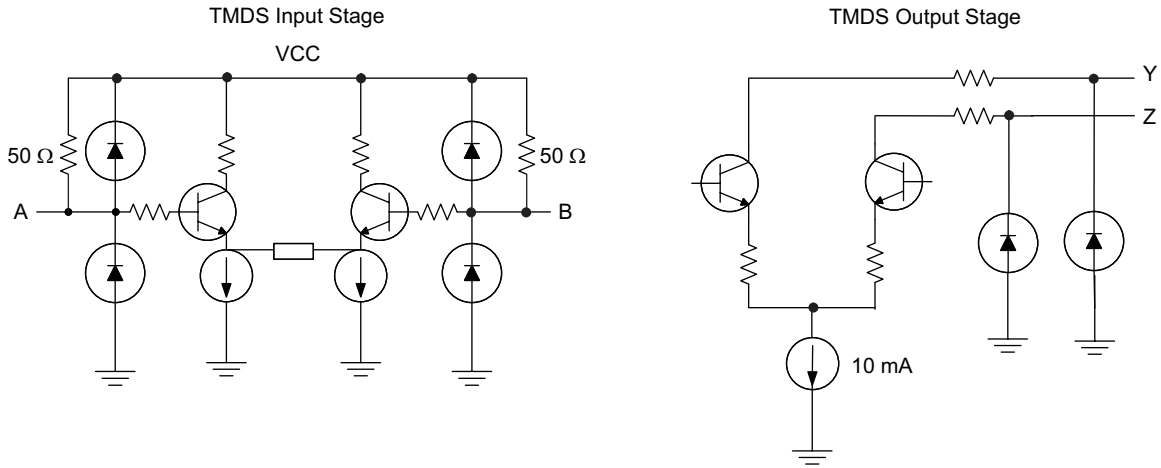 TMDS Input Stage
VCC
50 Ω
50 Ω
A
B
TMDS Output Stage
Y
Z
10 mA